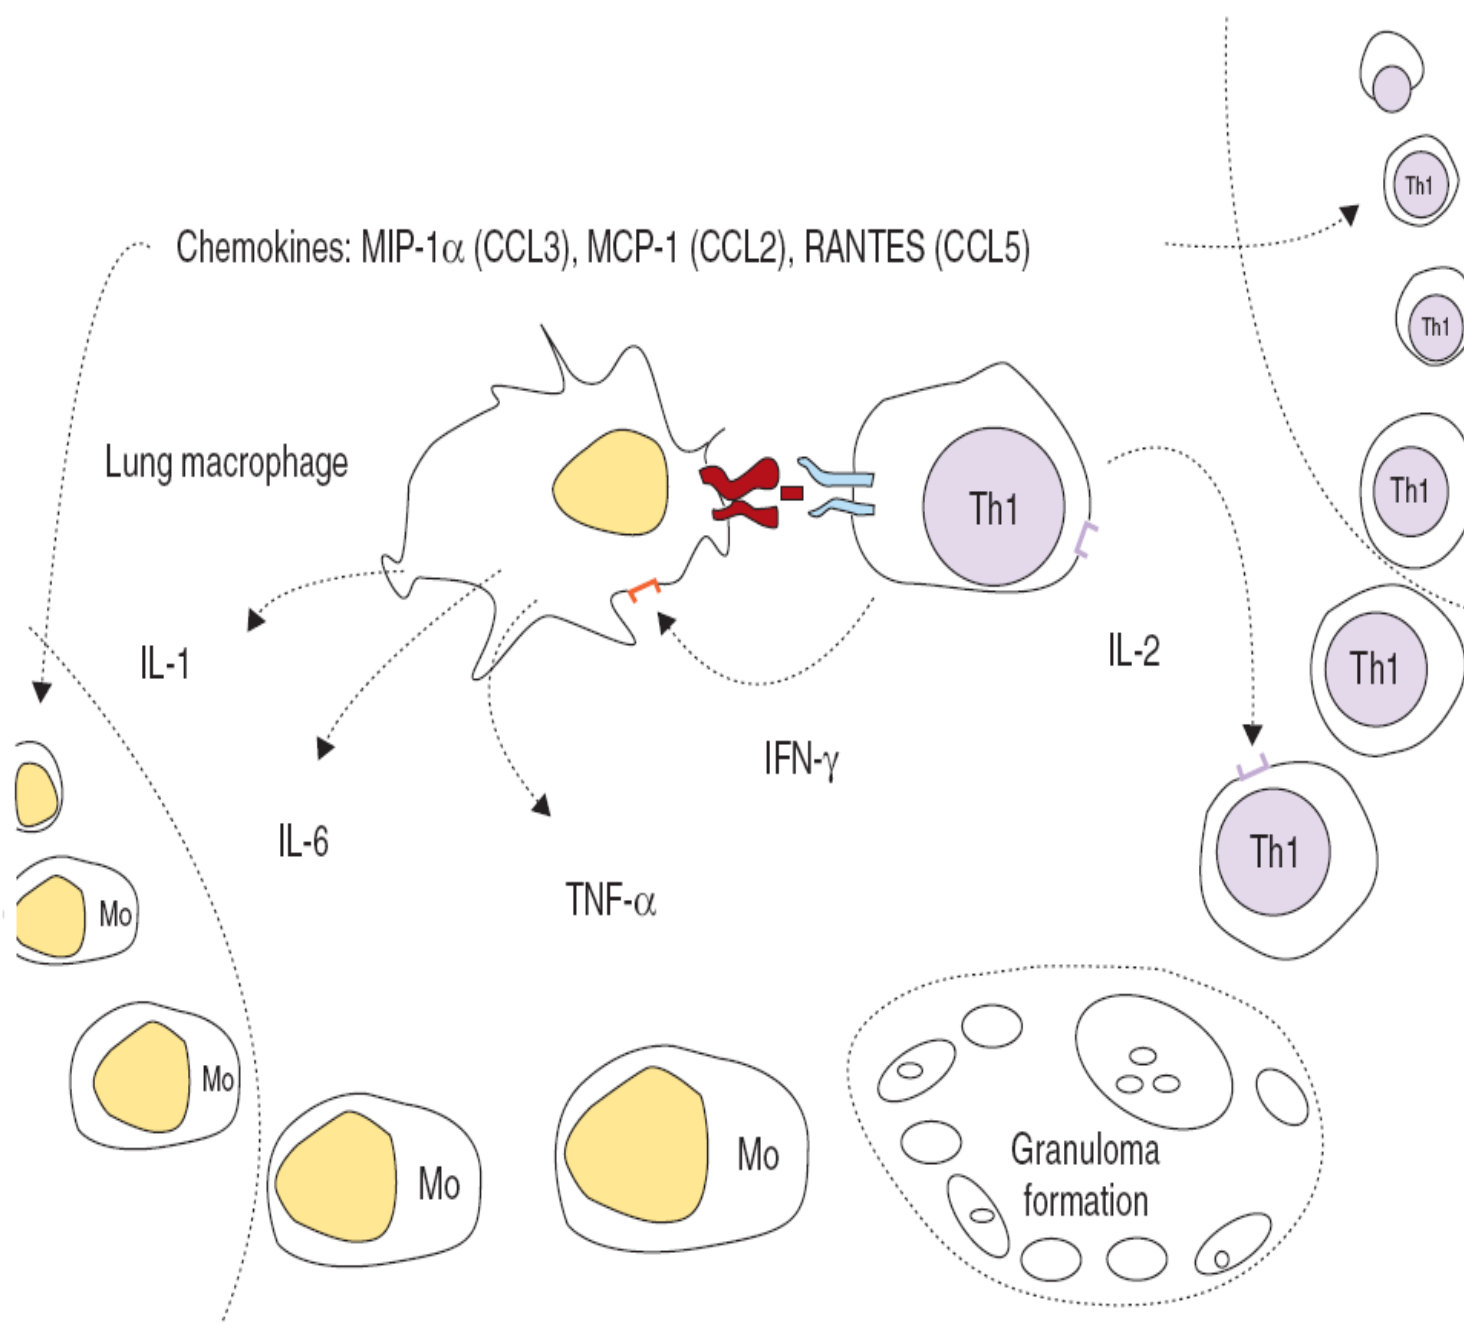 Th1
Chemokines: MIP-1α (CCL3), MCP-1 (CCL2), RANTES (CCL5)
Th1
Lung macrophage
Th1
Th1
IL-1
IL-2
Th1
IFN-γ
IL-6
Th1
TNF-α
Mo
Mo
Mo
Mo
Granuloma
formation